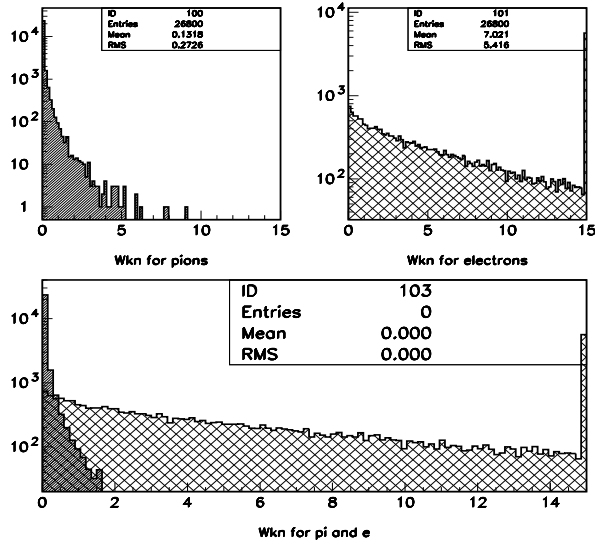 ID 100
Entries 26800
Mean 0.1318
RMS 0.2726
10^4
10^3
10^2
10
1
0 5 10 15
Wkn for pions
ID 101
Entries 26800
Mean 7.021
RMS 5.416
10^4
10^3
10^2
0 5 10 15
Wkn for electrons
ID 103
Entries 0
Mean 0.000
RMS 0.000
10^4
10^3
10^2
0 2 4 6 8 10 12 14
Wkn for pi and e